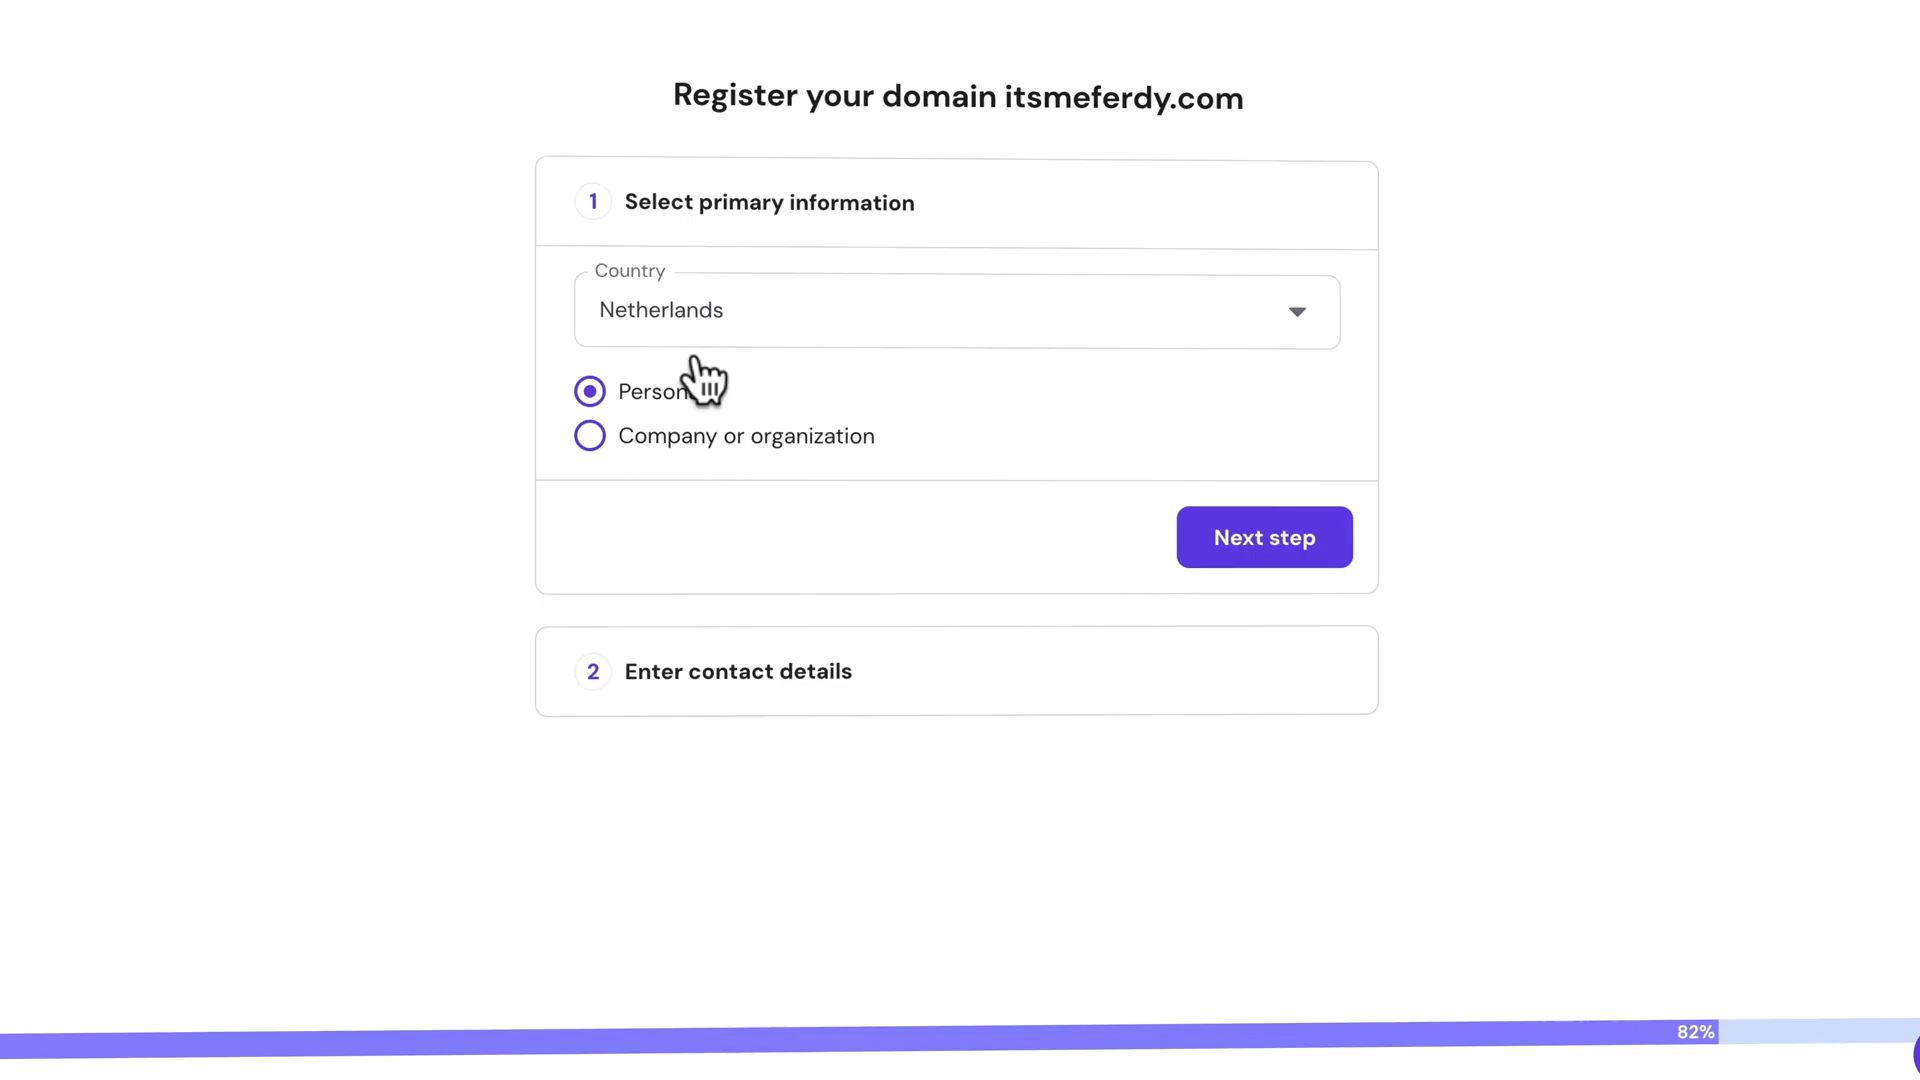 Register your domain itsmeferdy.com
1 Select primary information
Country
Netherlands
Company or organization
Next step
2 Enter contact details
82%